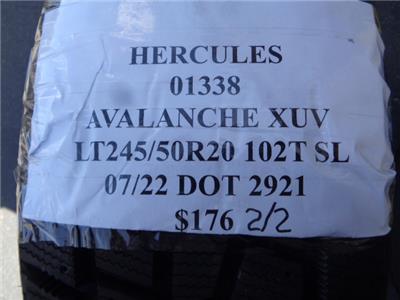 HERCULES
01338
AVALANCHE XUV
LT245/50R20 102T SL
07/22 DOT 2921
$176 2/2